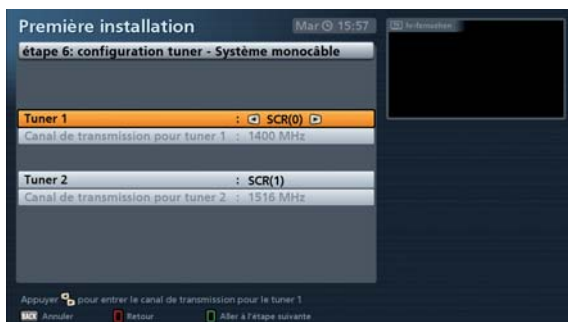 Première installation
Mar 15:57
étape 6: configuration tuner - Système monocâble
Tuner 1 : SCR(0)
Canal de transmission pour tuner 1 : 1400 MHz
Tuner 2 : SCR(1)
Canal de transmission pour tuner 2 : 1516 MHz
Appuyer pour entrer le canal de transmission pour le tuner 1
BACK Annuler Retour Aller à l'étape suivante